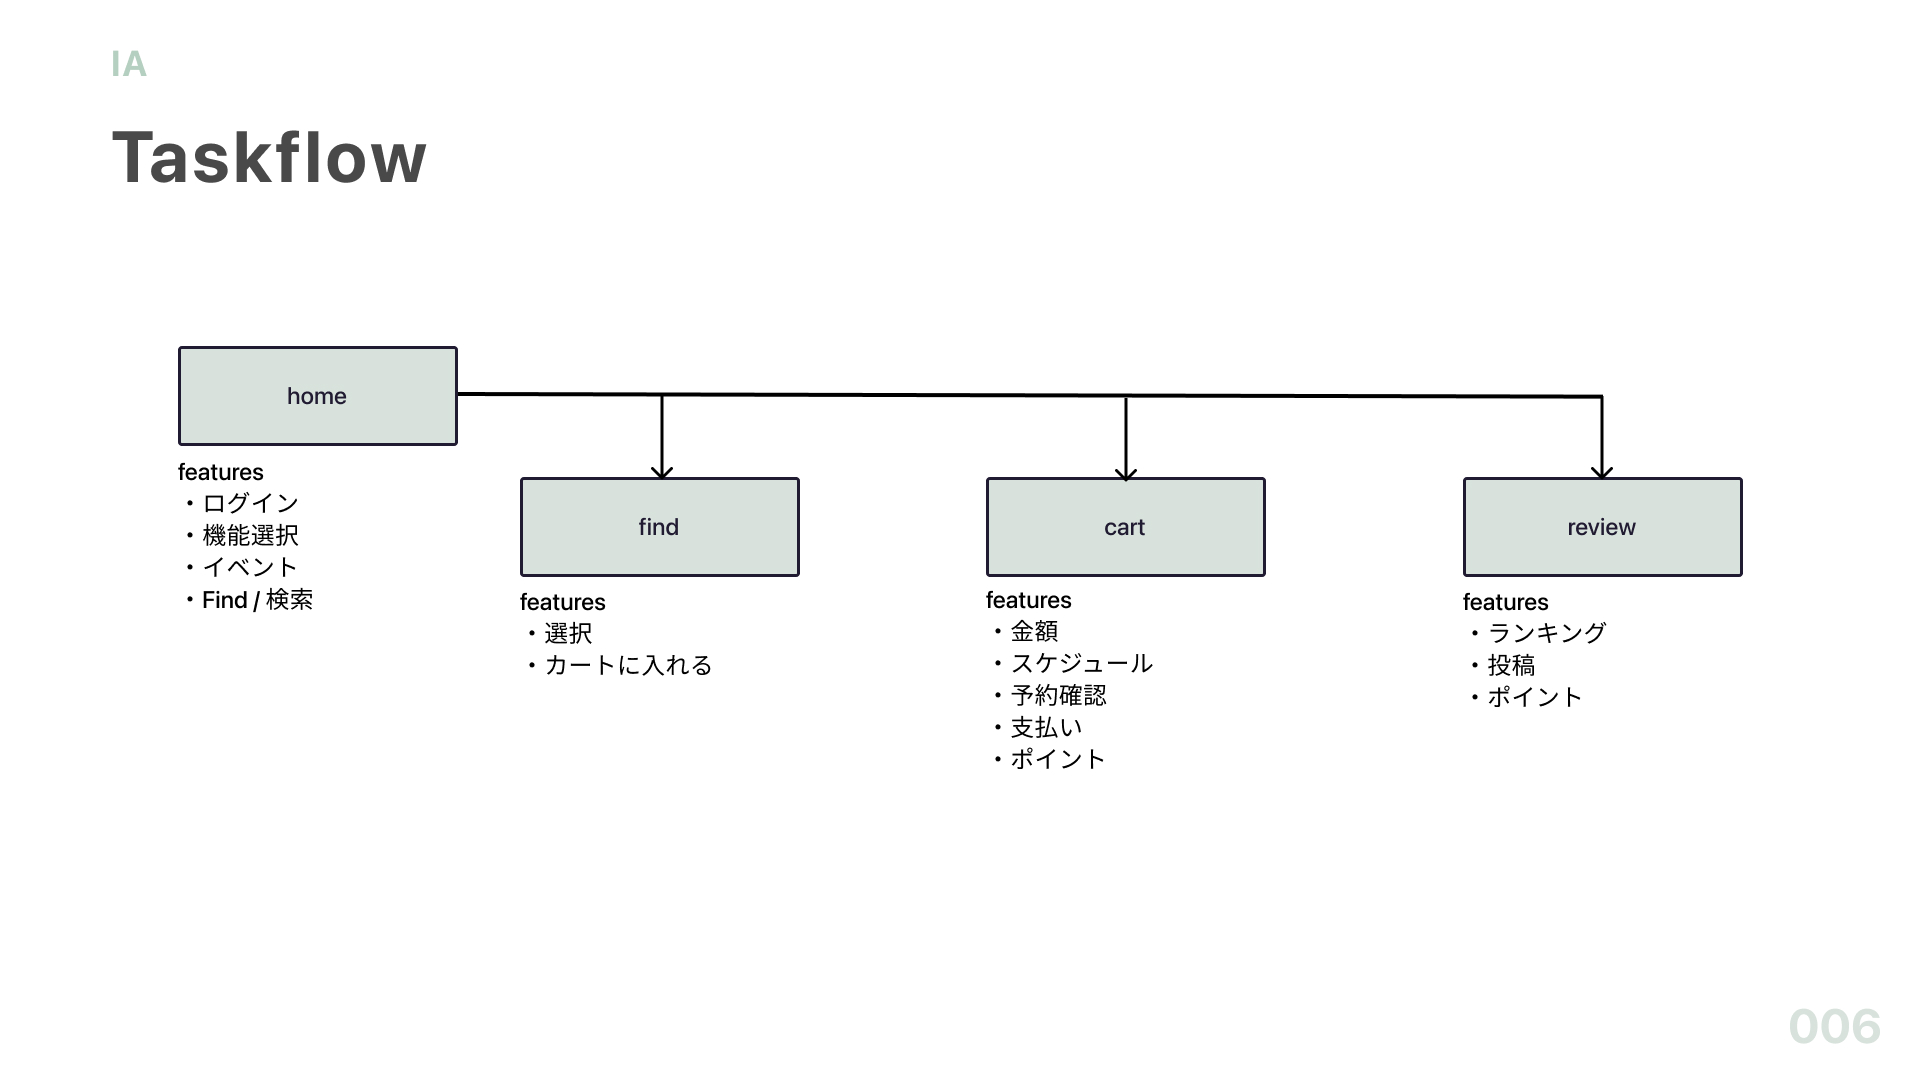 IA
Taskflow
home
features
・ログイン
・機能選択
・イベント
・Find / 検索
find
features
・選択
・カートに入れる
cart
features
・金額
・スケジュール
・予約確認
・支払い
・ポイント
review
features
・ランキング
・投稿
・ポイント
006